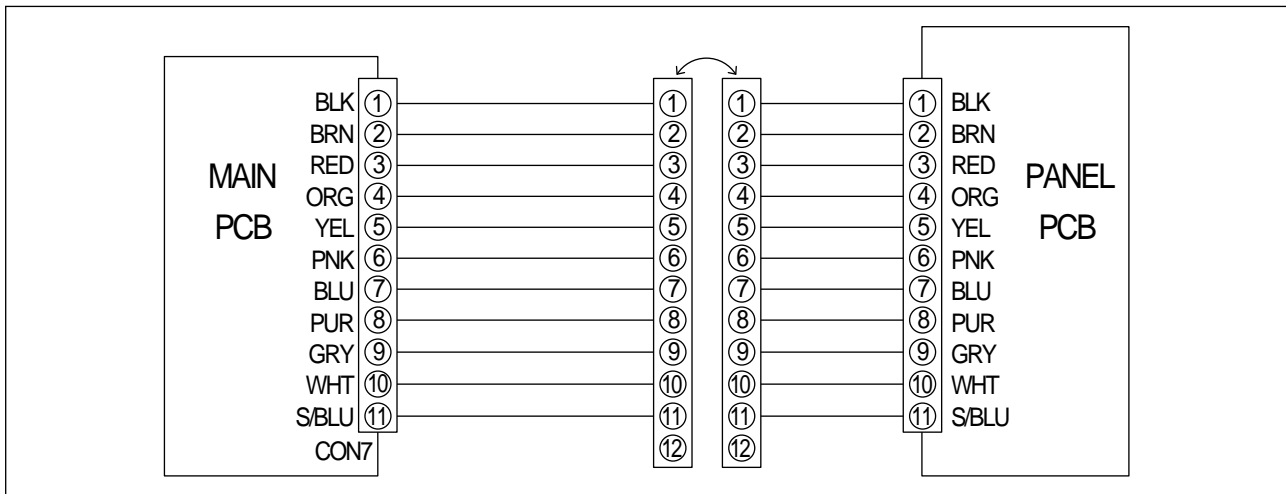 BLK ① ① ① ① BLK
BRN ② ② ② ② BRN
RED ③ ③ ③ ③ RED
MAIN PCB
ORG ④ ④ ④ ④ ORG
PANEL PCB
YEL ⑤ ⑤ ⑤ ⑤ YEL
PNK ⑥ ⑥ ⑥ ⑥ PNK
BLU ⑦ ⑦ ⑦ ⑦ BLU
PUR ⑧ ⑧ ⑧ ⑧ PUR
GRY ⑨ ⑨ ⑨ ⑨ GRY
WHT ⑩ ⑩ ⑩ ⑩ WHT
S/BLU ⑪ ⑪ ⑪ ⑪ S/BLU
CON7 ⑫ ⑫